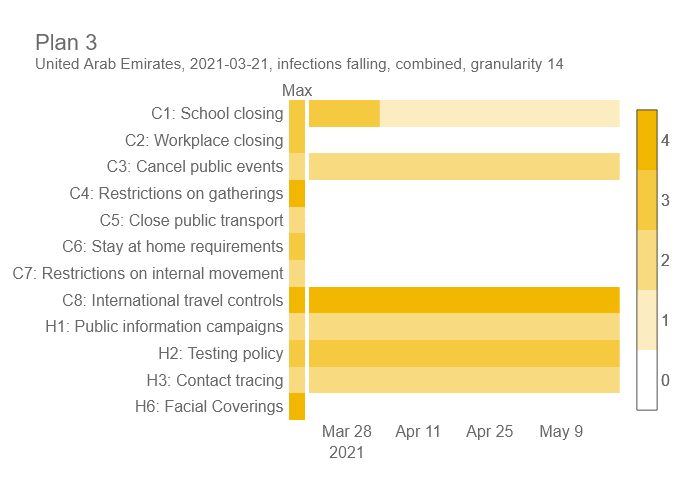 Plan 3
United Arab Emirates, 2021-03-21, infections falling, combined, granularity 14
Max
C1: School closing
C2: Workplace closing
C3: Cancel public events
C4: Restrictions on gatherings
C5: Close public transport
C6: Stay at home requirements
C7: Restrictions on internal movement
C8: International travel controls
H1: Public information campaigns
H2: Testing policy
H3: Contact tracing
H6: Facial Coverings
Mar 28 Apr 11 Apr 25 May 9
2021
4
3
2
1
0